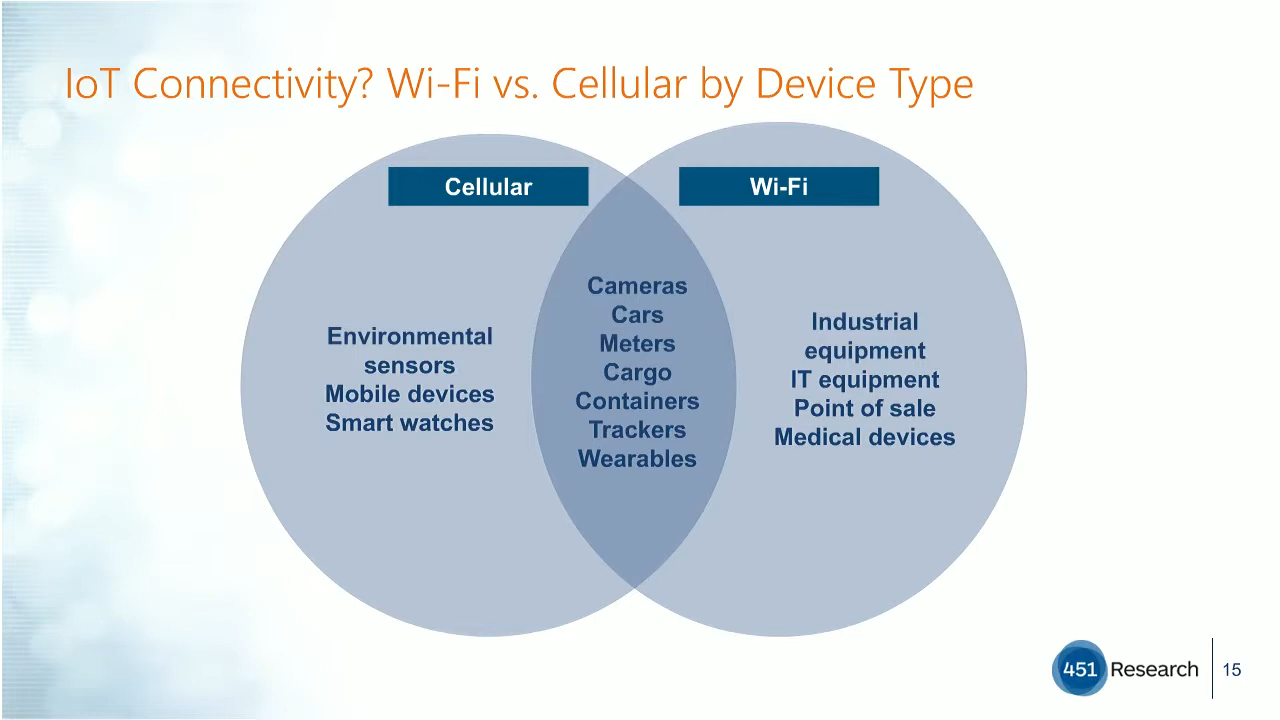 IoT Connectivity? Wi-Fi vs. Cellular by Device Type
Cellular
Environmental
sensors
Mobile devices
Smart watches
Cameras
Cars
Meters
Cargo
Containers
Trackers
Wearables
Wi-Fi
Industrial
equipment
IT equipment
Point of sale
Medical devices
451 Research
15